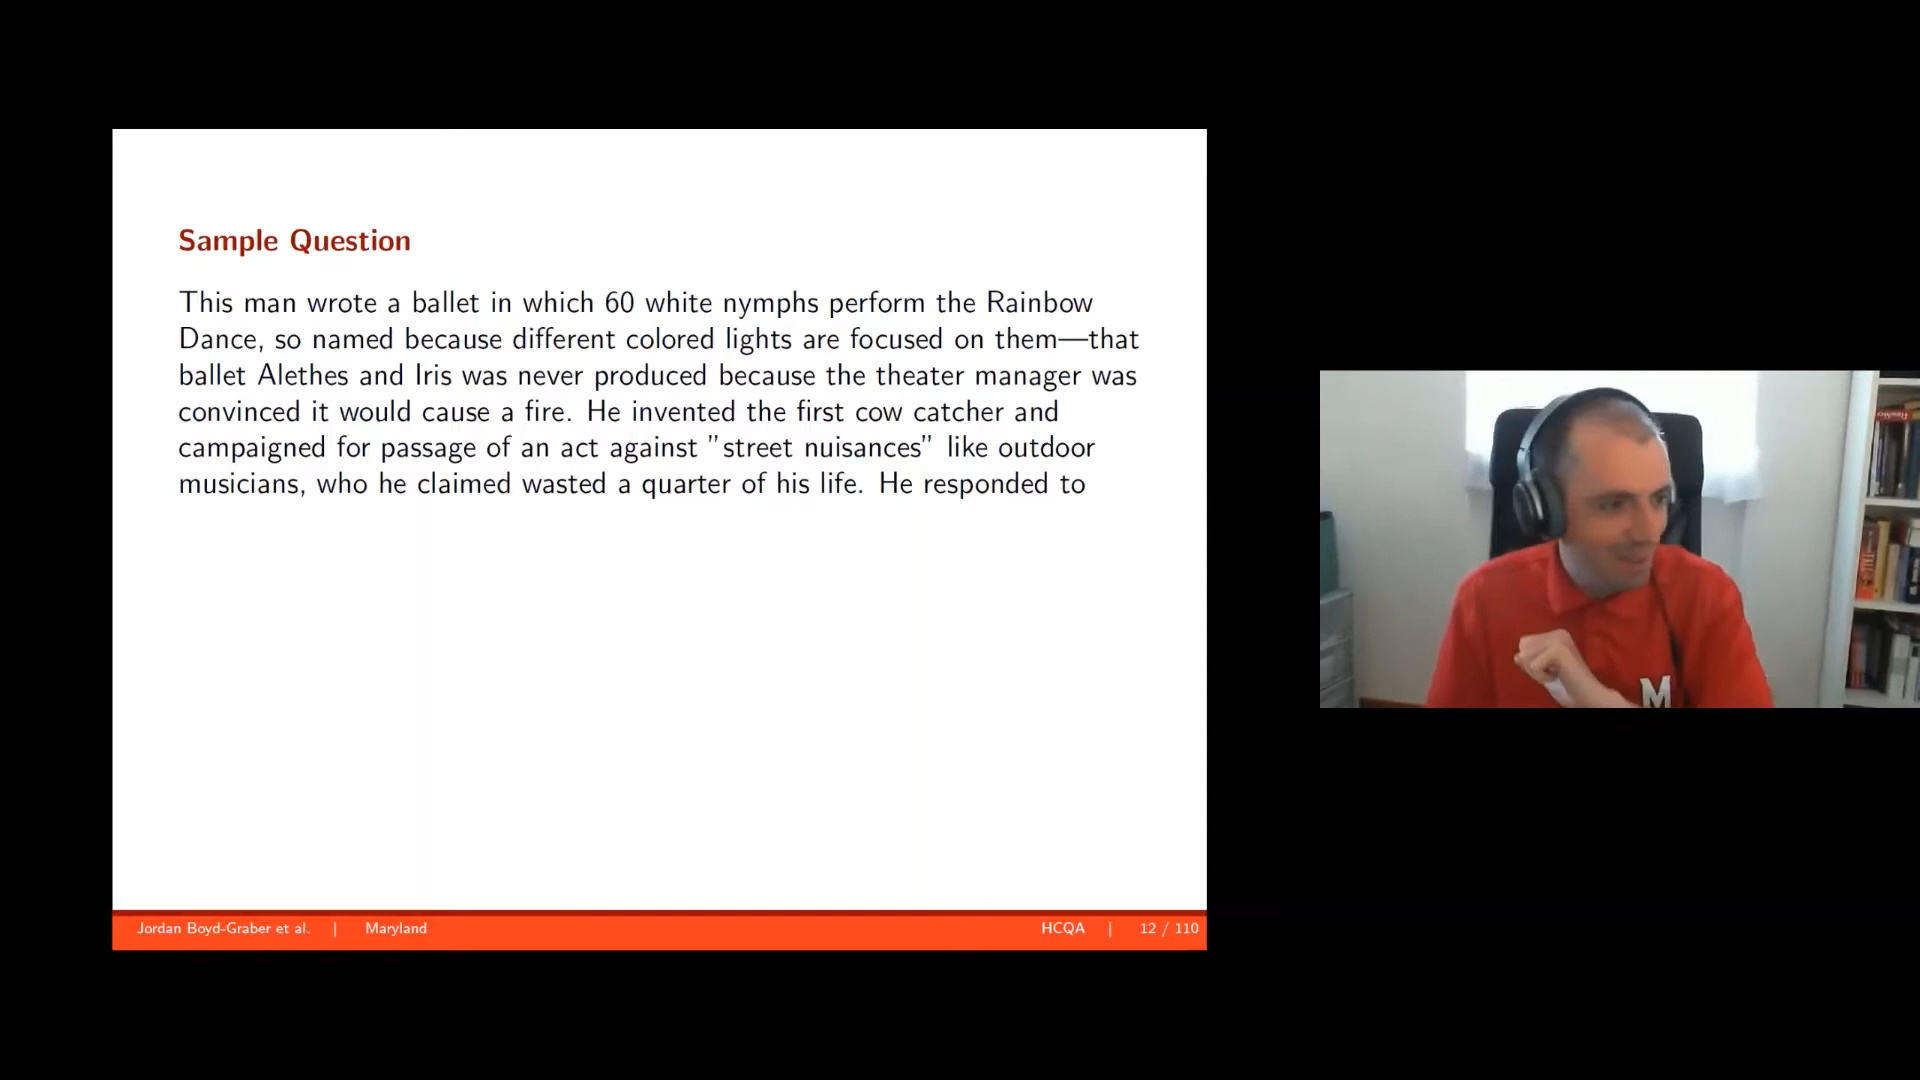 Sample Question
This man wrote a ballet in which 60 white nymphs perform the Rainbow
Dance, so named because different colored lights are focused on them—that
ballet Alethes and Iris was never produced because the theater manager was
convinced it would cause a fire. He invented the first cow catcher and
campaigned for passage of an act against "street nuisances" like outdoor
musicians, who he claimed wasted a quarter of his life. He responded to
Jordan Boyd-Graber et al. | Maryland
HCQA | 12 / 110
M